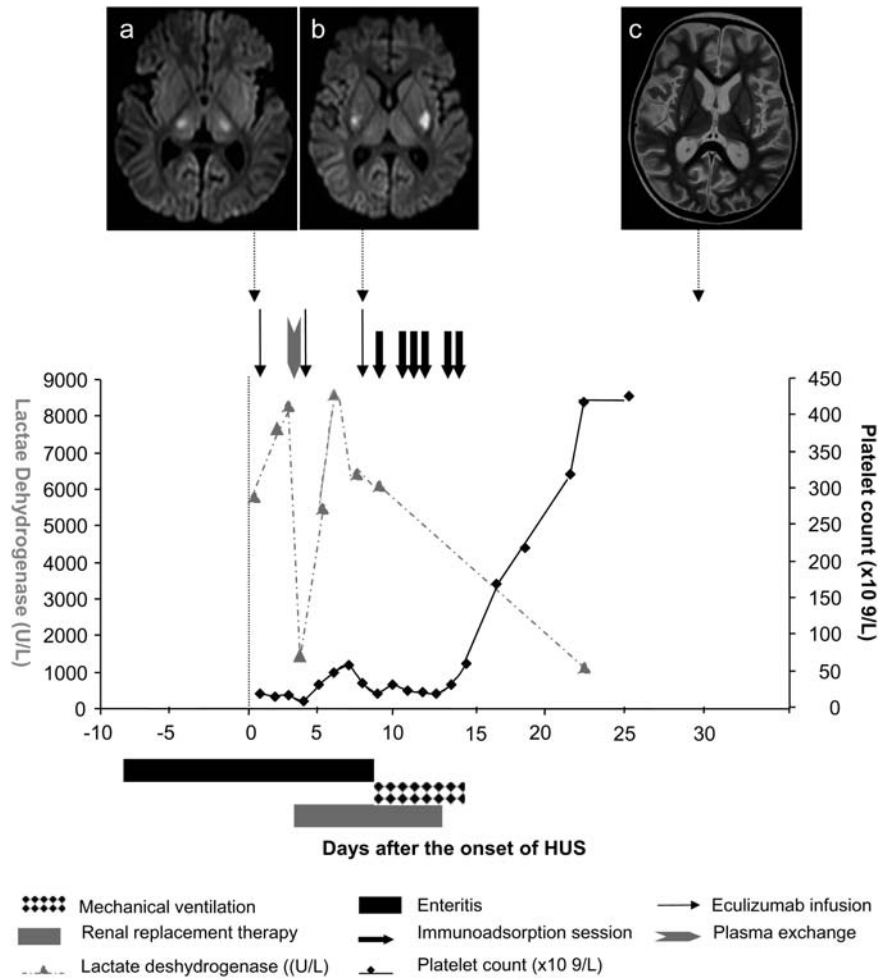 a
b
c
9000
8000
7000
6000
5000
4000
3000
2000
1000
0
Lactae Dehydrogenase (U/L)
450
400
350
300
250
200
150
100
50
0
Platelet count (x10 9/L)
-10
-5
0
5
10
15
20
25
30
Days after the onset of HUS
Mechanical ventilation
Enteritis
Eculizumab infusion
Renal replacement therapy
Immunoadsorption session
Plasma exchange
Lactate deshydrogenase ((U/L)
Platelet count (x10 9/L)